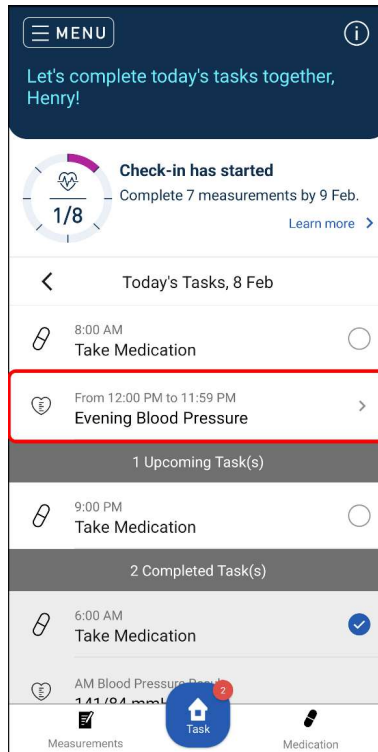 MENU
Let's complete today's tasks together,
Henry!
Check-in has started
Complete 7 measurements by 9 Feb.
1/8
Learn more
Today's Tasks, 8 Feb
8:00 AM
Take Medication
From 12:00 PM to 11:59 PM
Evening Blood Pressure
1 Upcoming Task(s)
9:00 PM
Take Medication
2 Completed Task(s)
6:00 AM
Take Medication
AM Blood Pressure
141/84
2
Task
Measurements
Medication